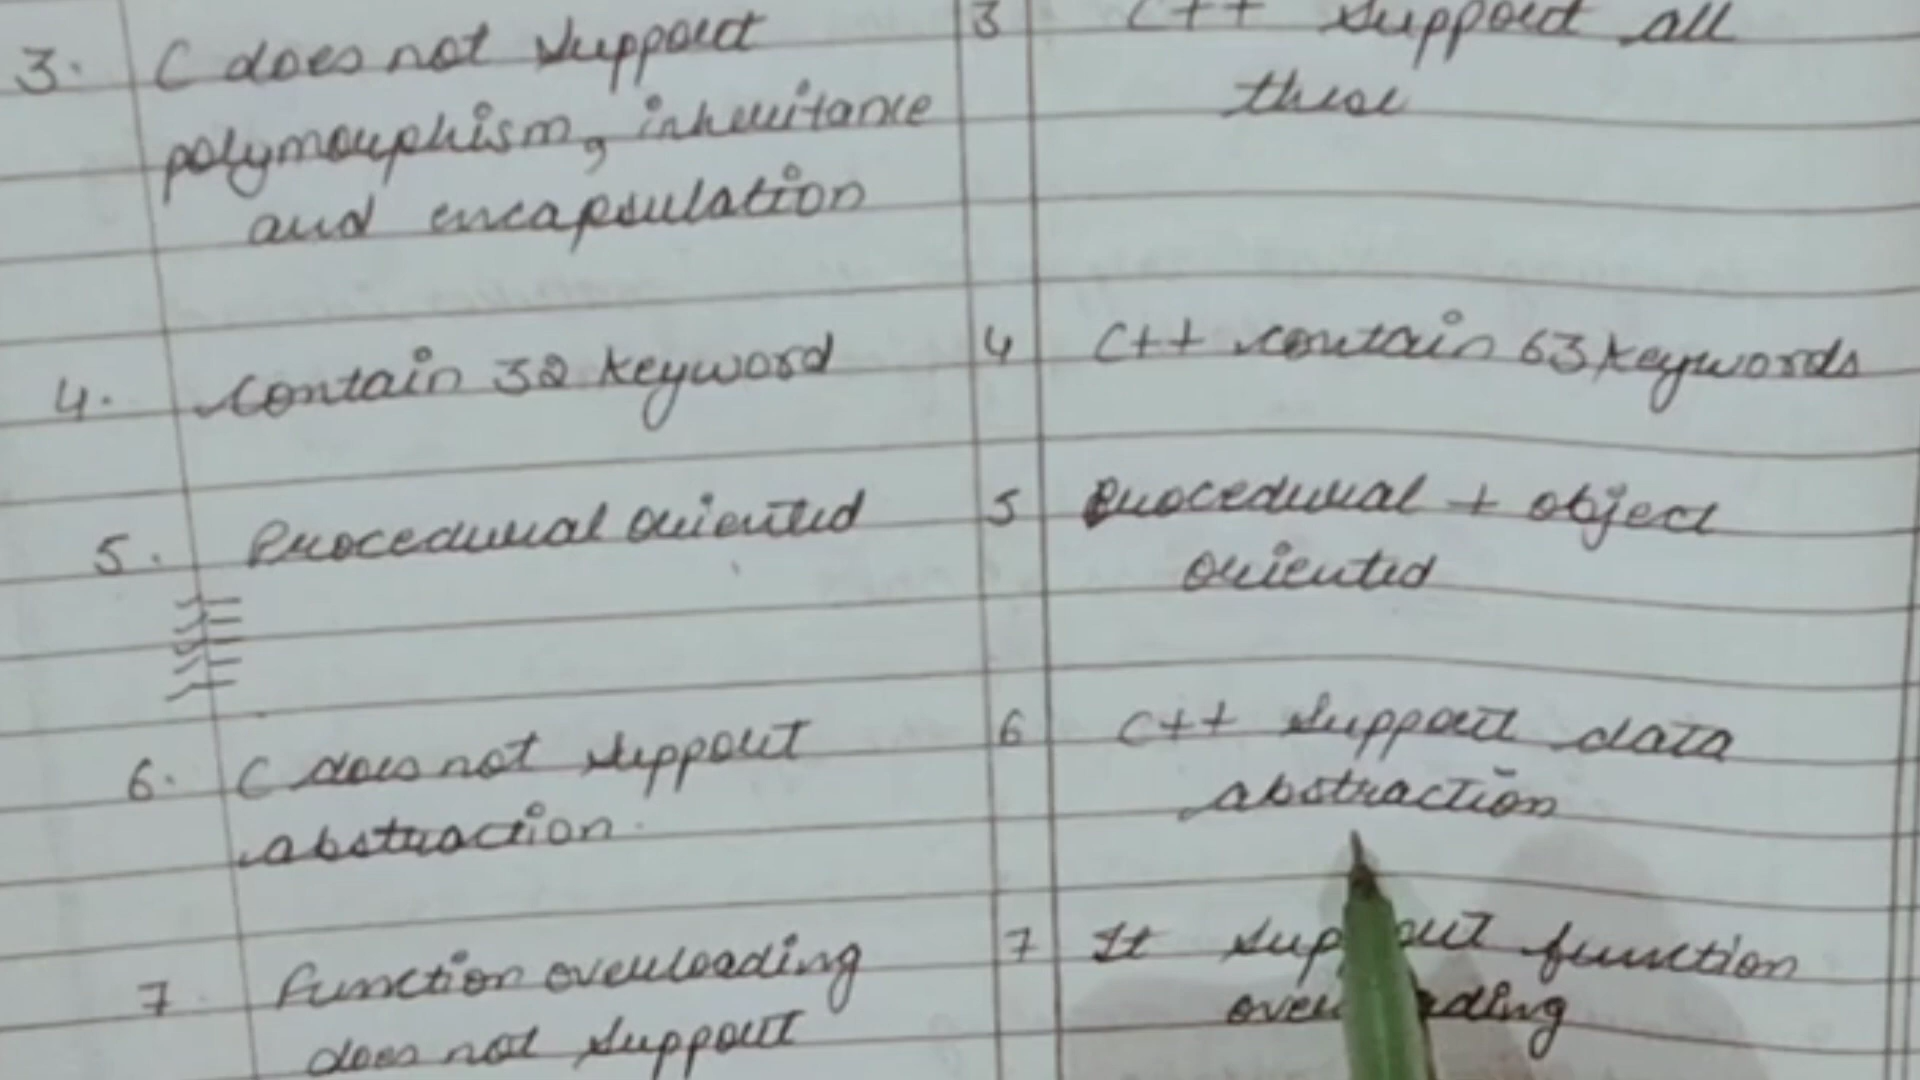 3. C does not support
polymorphism, inheritance
and encapsulation
3 C++ support all
these
4. contain 32 keyword
4 C++ contain 63 keywords
5. Procedural oriented
5 Procedural + object
oriented
6. C does not support
abstraction.
6 C++ support data
abstraction
7. function overloading
does not support
7 It support function
overloading